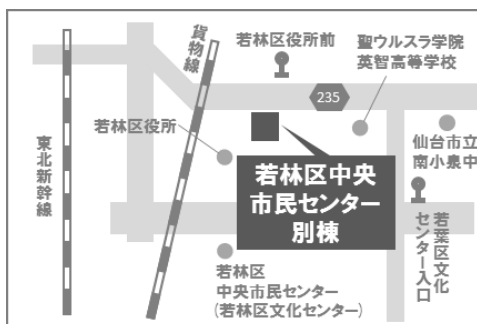 若林区役所前
聖ウルスラ学院
英智高等学校
貨物線
235
若林区役所
東北新幹線
仙台市立
南小泉中
若林区中央
市民センター
別棟
若葉区文化
センター入口
若林区
中央市民センター
(若林区文化センター)